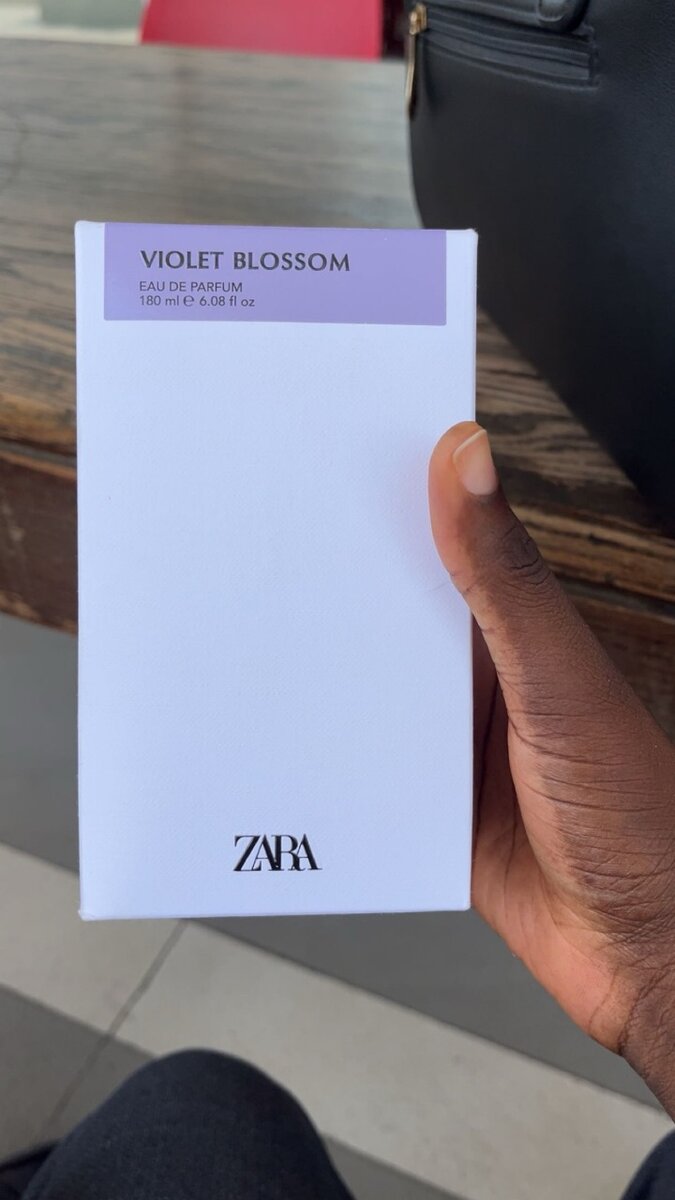 VIOLET BLOSSOM
EAU DE PARFUM
180 ml ℮ 6.08 fl oz
ZARA